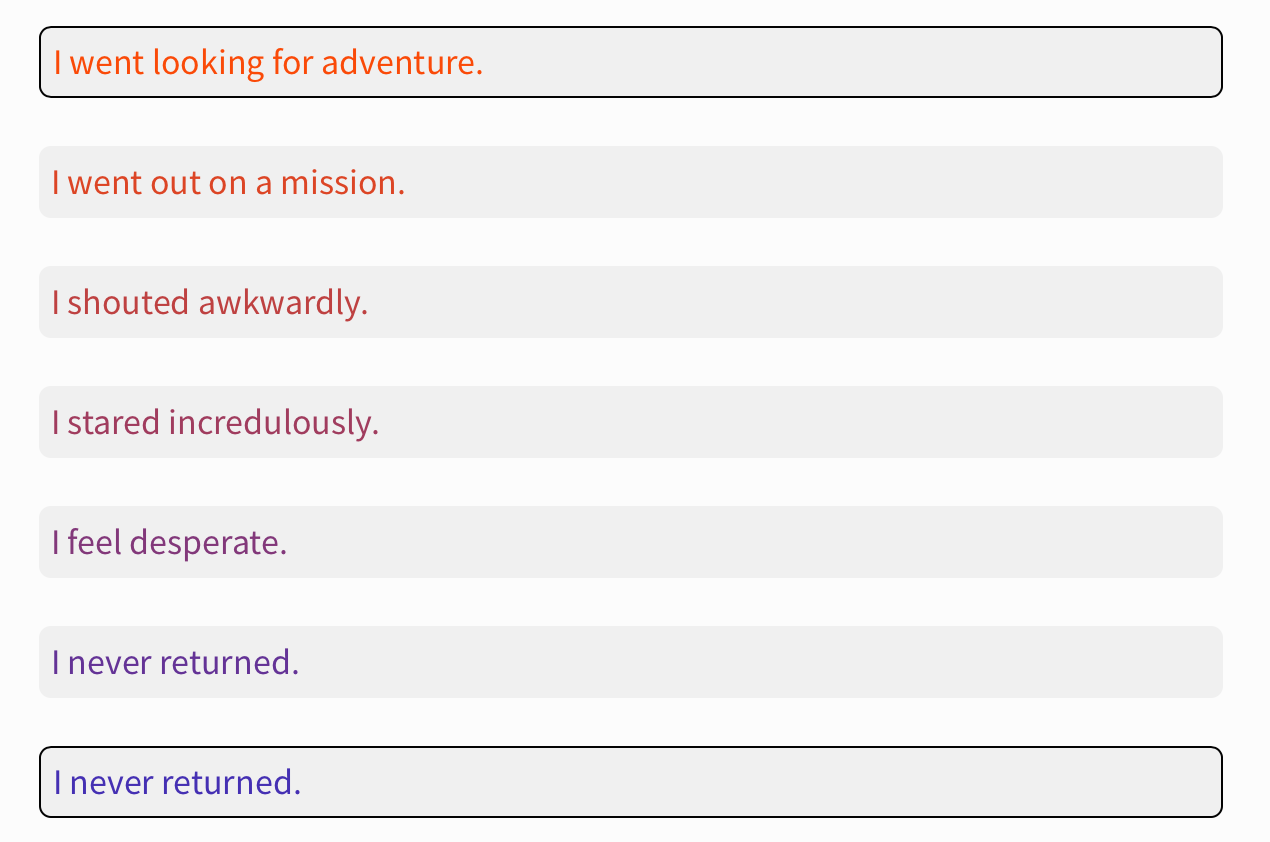 I went looking for adventure.
I went out on a mission.
I shouted awkwardly.
I stared incredulously.
I feel desperate.
I never returned.
I never returned.